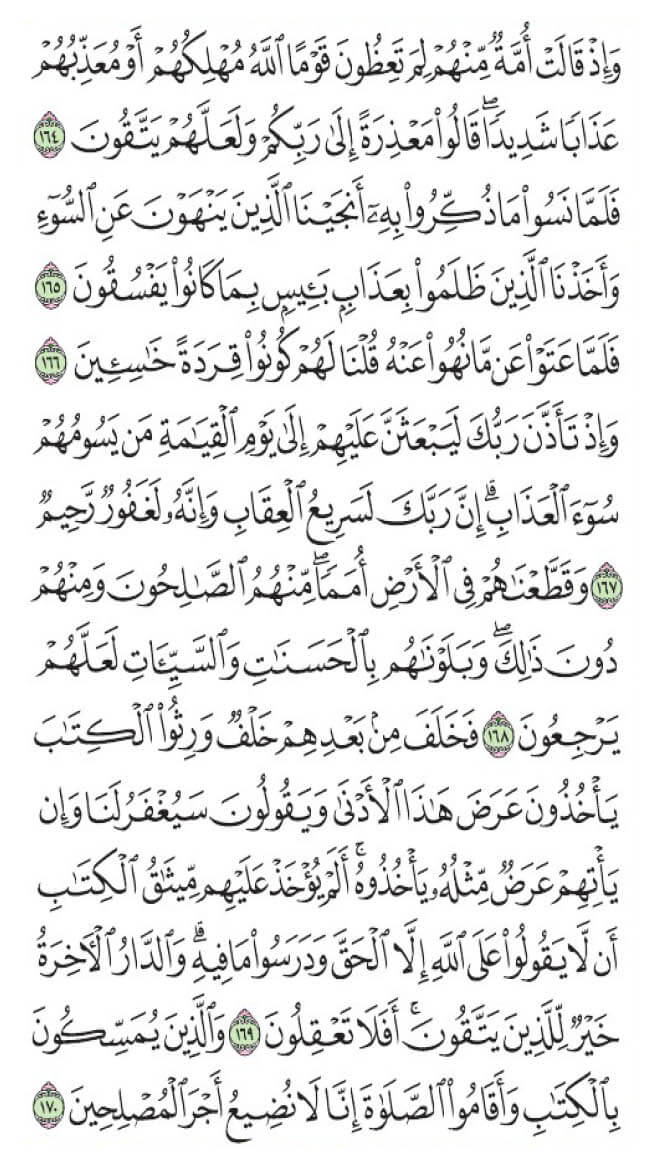 وَإِذْ قَالَتْ أُمَّةٌ مِّنْهُمْ لِمَ تَعِظُونَ قَوْمًا اللَّهُ مُهْلِكُهُمْ أَوْ مُعَذِّبُهُمْ
عَذَابًا شَدِيدًا ۖ قَالُوا۟ مَعْذِرَةً إِلَىٰ رَبِّكُمْ وَلَعَلَّهُمْ يَتَّقُونَ ١٦٤
فَلَمَّا نَسُوا۟ مَا ذُكِّرُوا۟ بِهِۦٓ أَنجَيْنَا ٱلَّذِينَ يَنْهَوْنَ عَنِ ٱلسُّوٓءِ
وَأَخَذْنَا ٱلَّذِينَ ظَلَمُوا۟ بِعَذَابٍۭ بَـِٔيسٍۭ بِمَا كَانُوا۟ يَفْسُقُونَ ١٦٥
فَلَمَّا عَتَوْا۟ عَن مَّا نُهُوا۟ عَنْهُ قُلْنَا لَهُمْ كُونُوا۟ قِرَدَةً خَٰسِـِٔينَ ١٦٦
وَإِذْ تَأَذَّنَ رَبُّكَ لَيَبْعَثَنَّ عَلَيْهِمْ إِلَىٰ يَوْمِ ٱلْقِيَٰمَةِ مَن يَسُومُهُمْ
سُوٓءَ ٱلْعَذَابِ ۗ إِنَّ رَبَّكَ لَسَرِيعُ ٱلْعِقَابِ وَإِنَّهُۥ لَغَفُورٌ رَّحِيمٌ
١٦٧ وَقَطَّعْنَٰهُمْ فِى ٱلْأَرْضِ أُمَمًا ۖ مِّنْهُمُ ٱلصَّٰلِحُونَ وَمِنْهُمْ
دُونَ ذَٰلِكَ ۖ وَبَلَوْنَٰهُم بِٱلْحَسَنَٰتِ وَٱلسَّيِّـَٔاتِ لَعَلَّهُمْ
يَرْجِعُونَ ١٦٨ فَخَلَفَ مِنۢ بَعْدِهِمْ خَلْفٌ وَرِثُوا۟ ٱلْكِتَٰبَ
يَأْخُذُونَ عَرَضَ هَٰذَا ٱلْأَدْنَىٰ وَيَقُولُونَ سَيُغْفَرُ لَنَا وَإِن
يَأْتِهِمْ عَرَضٌ مِّثْلُهُۥ يَأْخُذُوهُ ۚ أَلَمْ يُؤْخَذْ عَلَيْهِم مِّيثَٰقُ ٱلْكِتَٰبِ
أَن لَّا يَقُولُوا۟ عَلَى ٱللَّهِ إِلَّا ٱلْحَقَّ وَدَرَسُوا۟ مَا فِيهِ ۗ وَٱلدَّارُ ٱلْـَٔاخِرَةُ
خَيْرٌ لِّلَّذِينَ يَتَّقُونَ ۗ أَفَلَا تَعْقِلُونَ ١٦٩ وَٱلَّذِينَ يُمَسِّكُونَ
بِٱلْكِتَٰبِ وَأَقَامُوا۟ ٱلصَّلَوٰةَ إِنَّا لَا نُضِيعُ أَجْرَ ٱلْمُصْلِحِينَ ١٧٠